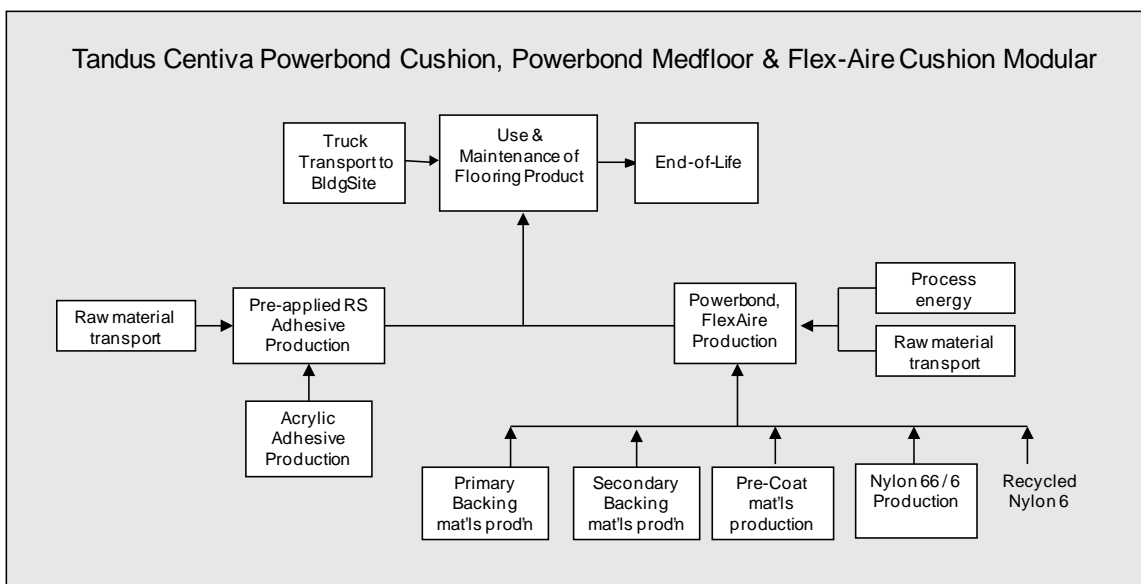 Tandus Centiva Powerbond Cushion, Powerbond Medfloor & Flex-Aire Cushion Modular
Truck
Transport to
BldgSite
Use &
Maintenance of
Flooring Product
End-of-Life
Raw material
transport
Pre-applied RS
Adhesive
Production
Powerbond,
FlexAire
Production
Process
energy
Raw material
transport
Acrylic
Adhesive
Production
Primary
Backing
mat'ls prod'n
Secondary
Backing
mat'ls prod'n
Pre-Coat
mat'ls
production
Nylon 66 / 6
Production
Recycled
Nylon 6